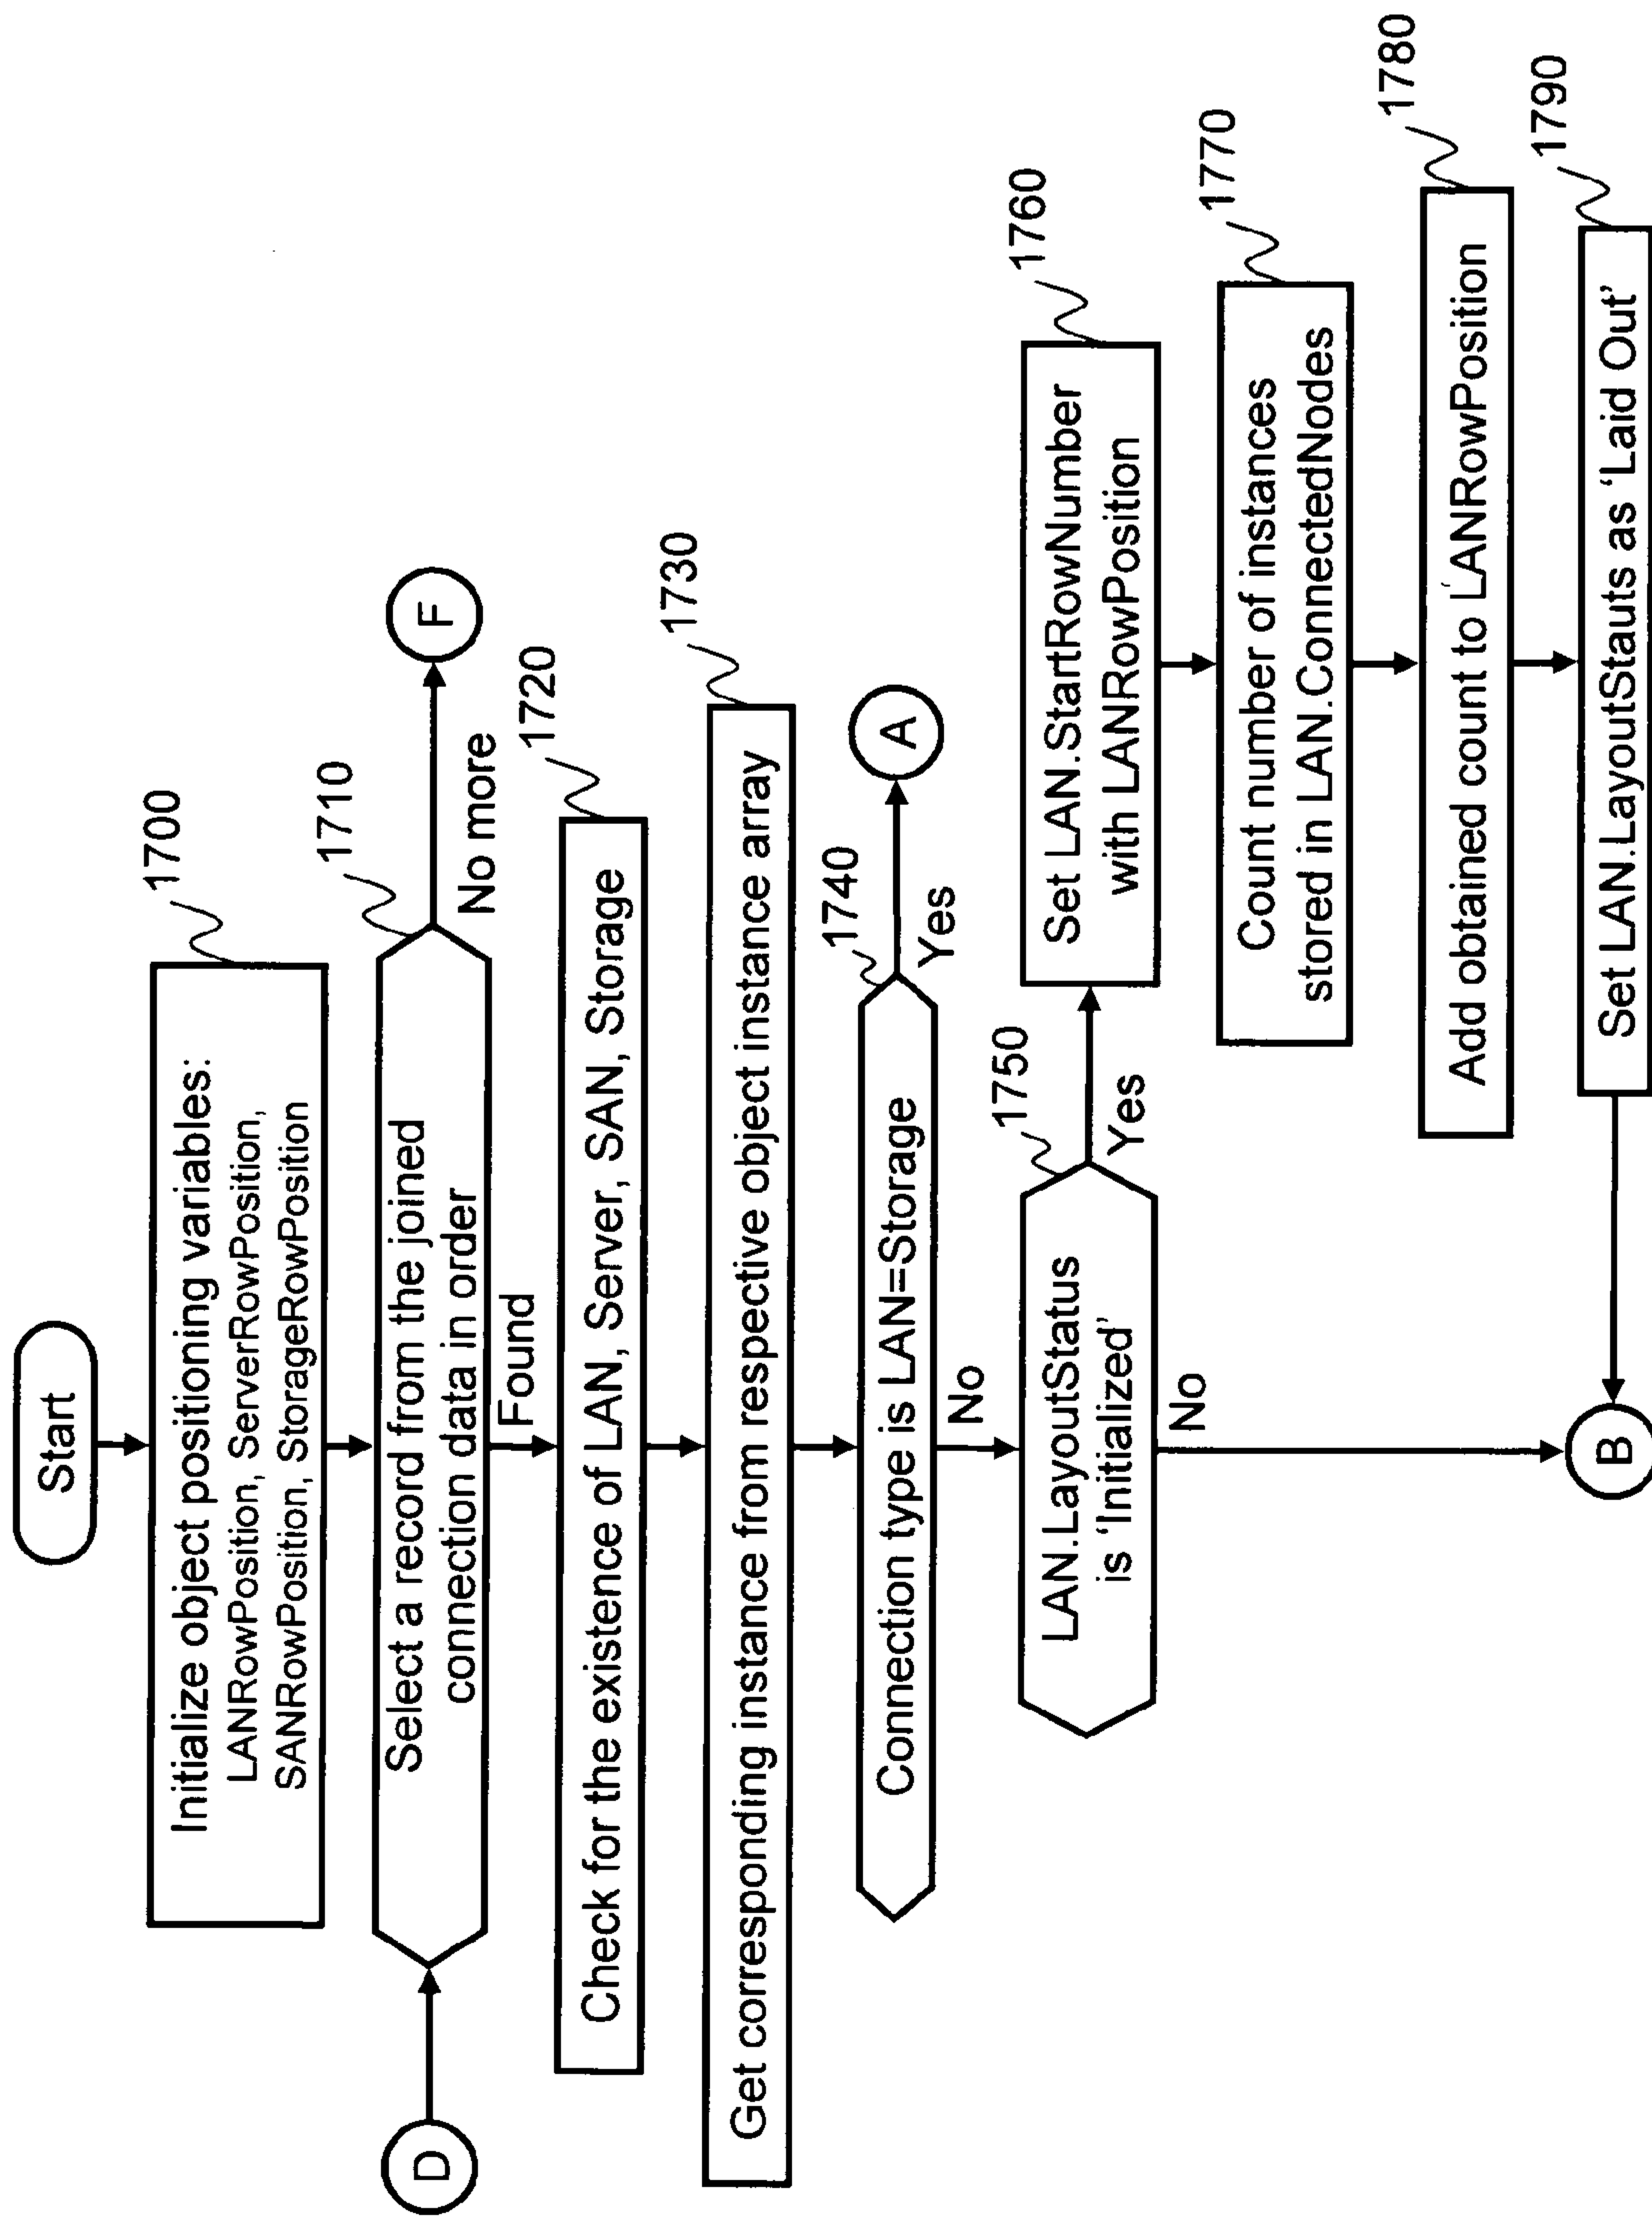 Start
1700
Initialize object positioning variables:
LANRowPosition, ServerRowPosition,
SANRowPosition, StorageRowPosition
1710
D
Select a record from the joined
connection data in order
No more
F
Found
1720
Check for the existence of LAN, Server, SAN, Storage
1730
Get corresponding instance from respective object instance array
1740
Connection type is LAN=Storage
Yes
A
No
1750
LAN.LayoutStatus
is ‘Initialized’
Yes
No
1760
Set LAN.StartRowNumber
with LANRowPosition
1770
Count number of instances
stored in LAN.ConnectedNodes
1780
Add obtained count to LANRowPosition
1790
Set LAN.LayoutStauts as ‘Laid Out’
B